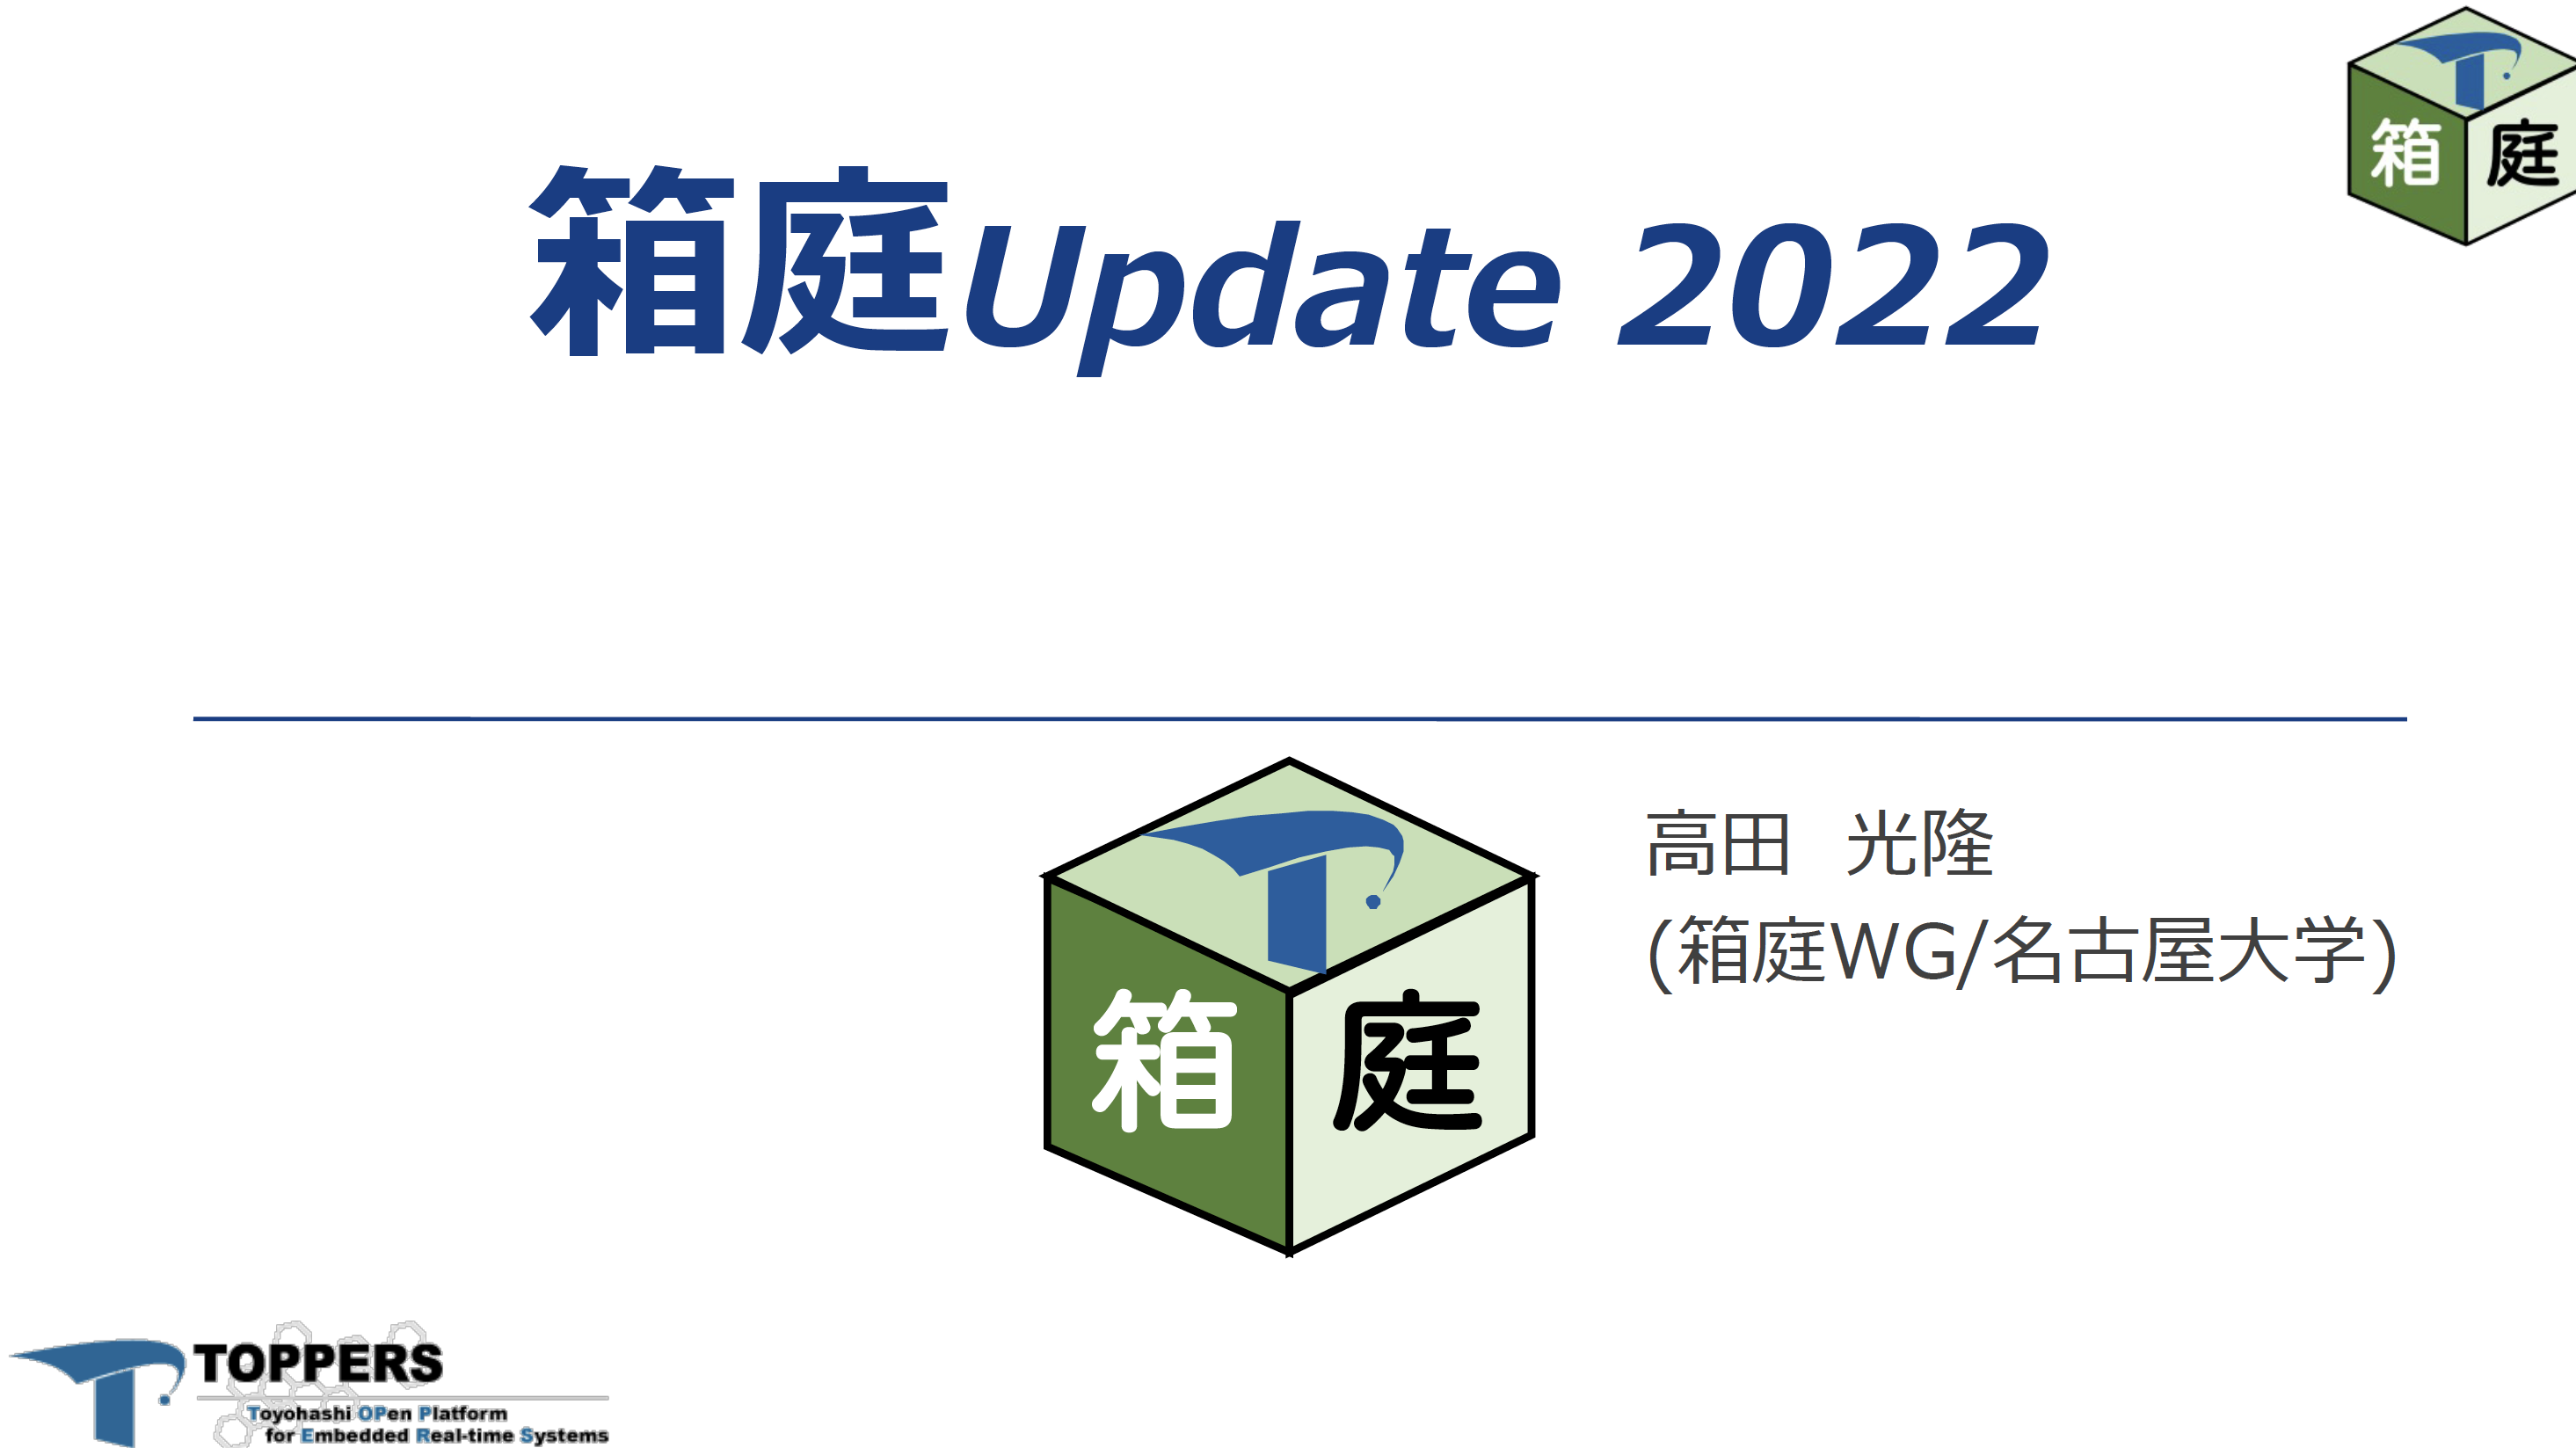 箱 庭
箱庭Update 2022
高田　光隆
(箱庭WG/名古屋大学)
箱 庭
TOPPERS
Toyohashi OPen Platform
for Embedded Real-time Systems